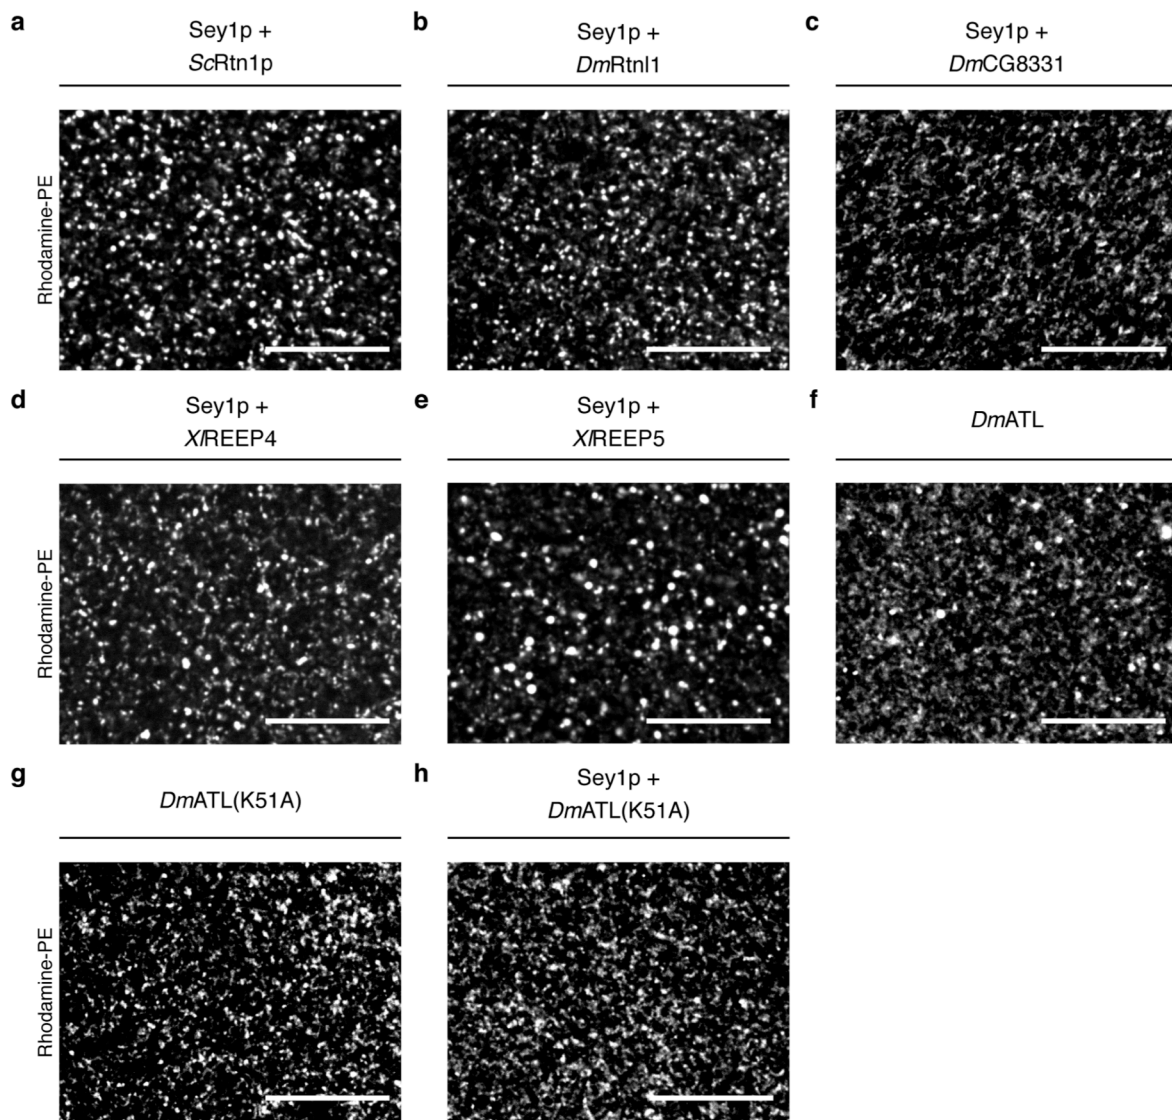 a
Sey1p +
ScRtn1p
b
Sey1p +
DmRtnl1
c
Sey1p +
DmCG8331
Rhodamine-PE
d
Sey1p +
XlREEP4
e
Sey1p +
XlREEP5
f
DmATL
Rhodamine-PE
g
DmATL(K51A)
h
Sey1p +
DmATL(K51A)
Rhodamine-PE